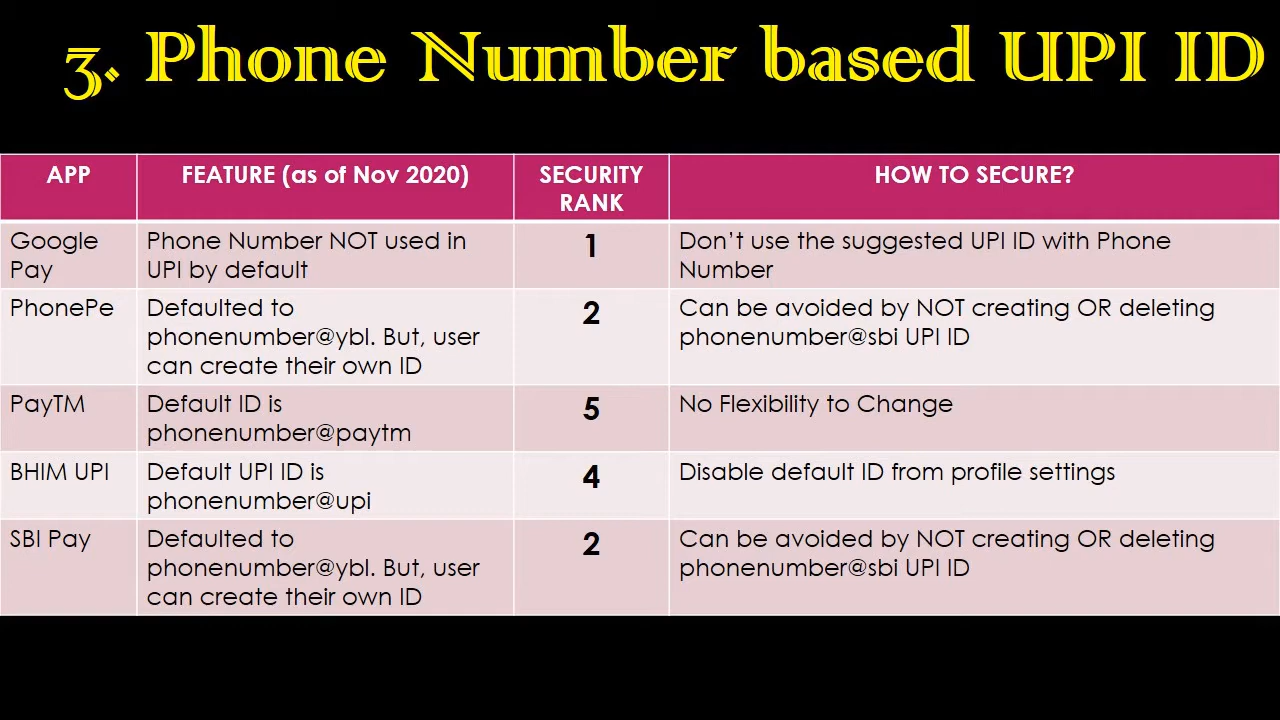 3. Phone Number based UPI ID
APP
FEATURE (as of Nov 2020)
SECURITY
RANK
HOW TO SECURE?
Google
Pay
Phone Number NOT used in
UPI by default
1
Don't use the suggested UPI ID with Phone
Number
PhonePe
Defaulted to
phonenumber@ybl. But, user
can create their own ID
2
Can be avoided by NOT creating OR deleting
phonenumber@sbi UPI ID
PayTM
Default ID is
phonenumber@paytm
5
No Flexibility to Change
BHIM UPI
Default UPI ID is
phonenumber@upi
4
Disable default ID from profile settings
SBI Pay
Defaulted to
phonenumber@ybl. But, user
can create their own ID
2
Can be avoided by NOT creating OR deleting
phonenumber@sbi UPI ID